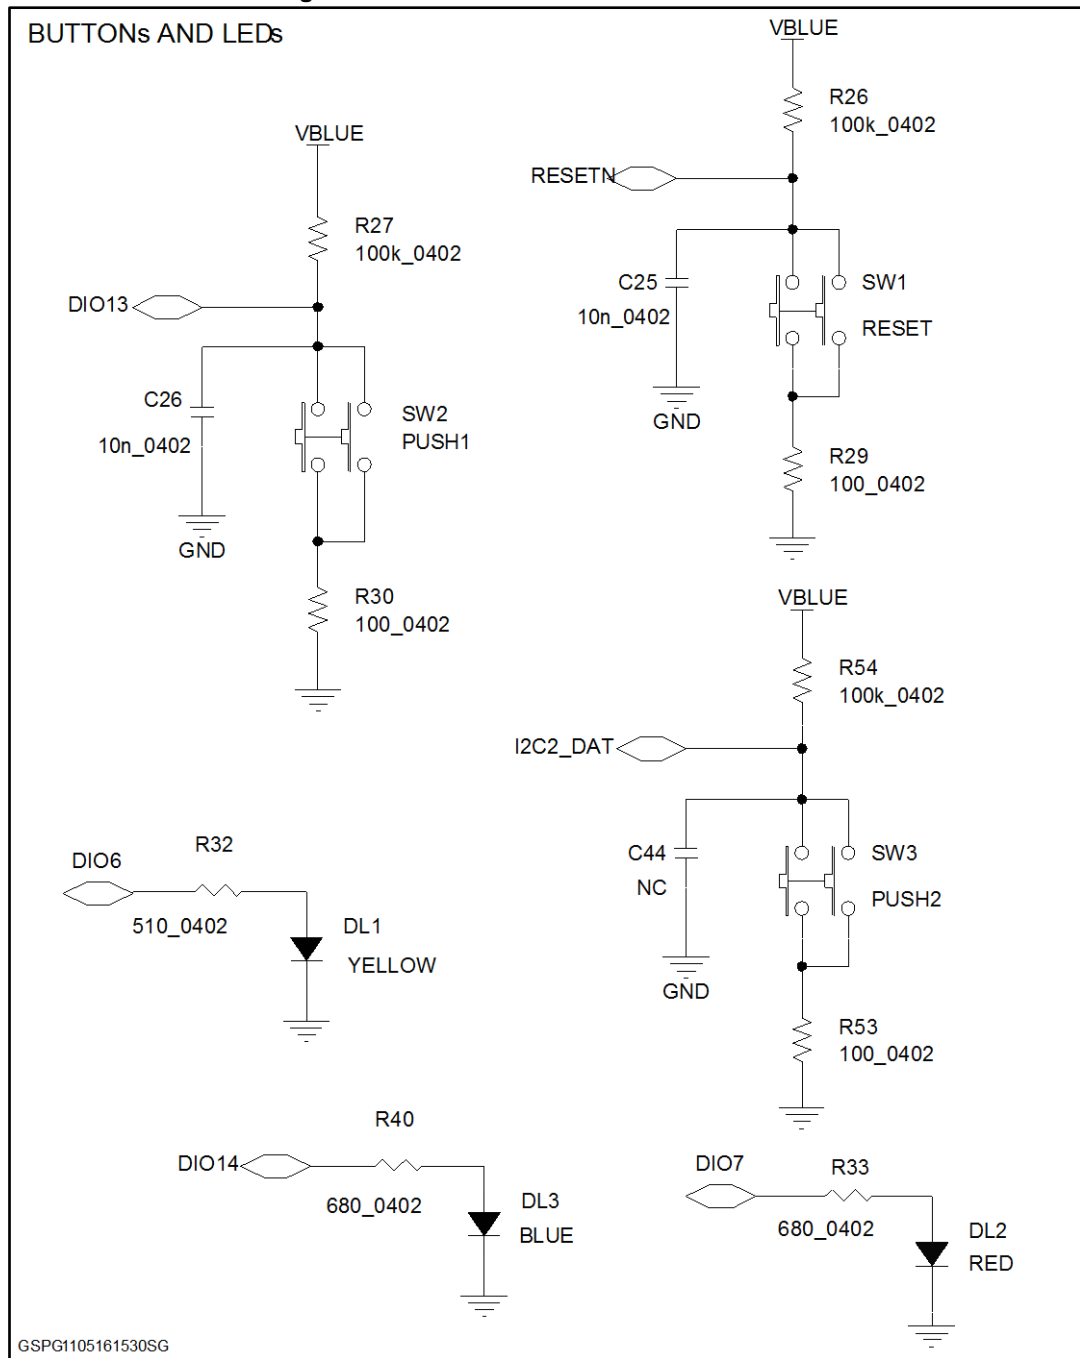 BUTTONs AND LEDs
VBLUE
R26
100k_0402
RESETN
C25
10n_0402
SW1
RESET
GND
R29
100_0402
VBLUE
R27
100k_0402
DIO13
C26
10n_0402
SW2
PUSH1
GND
R30
100_0402
VBLUE
R54
100k_0402
I2C2_DAT
C44
NC
SW3
PUSH2
GND
R53
100_0402
DIO6
R32
510_0402
DL1
YELLOW
DIO14
R40
680_0402
DL3
BLUE
DIO7
R33
680_0402
DL2
RED
GSPG1105161530SG